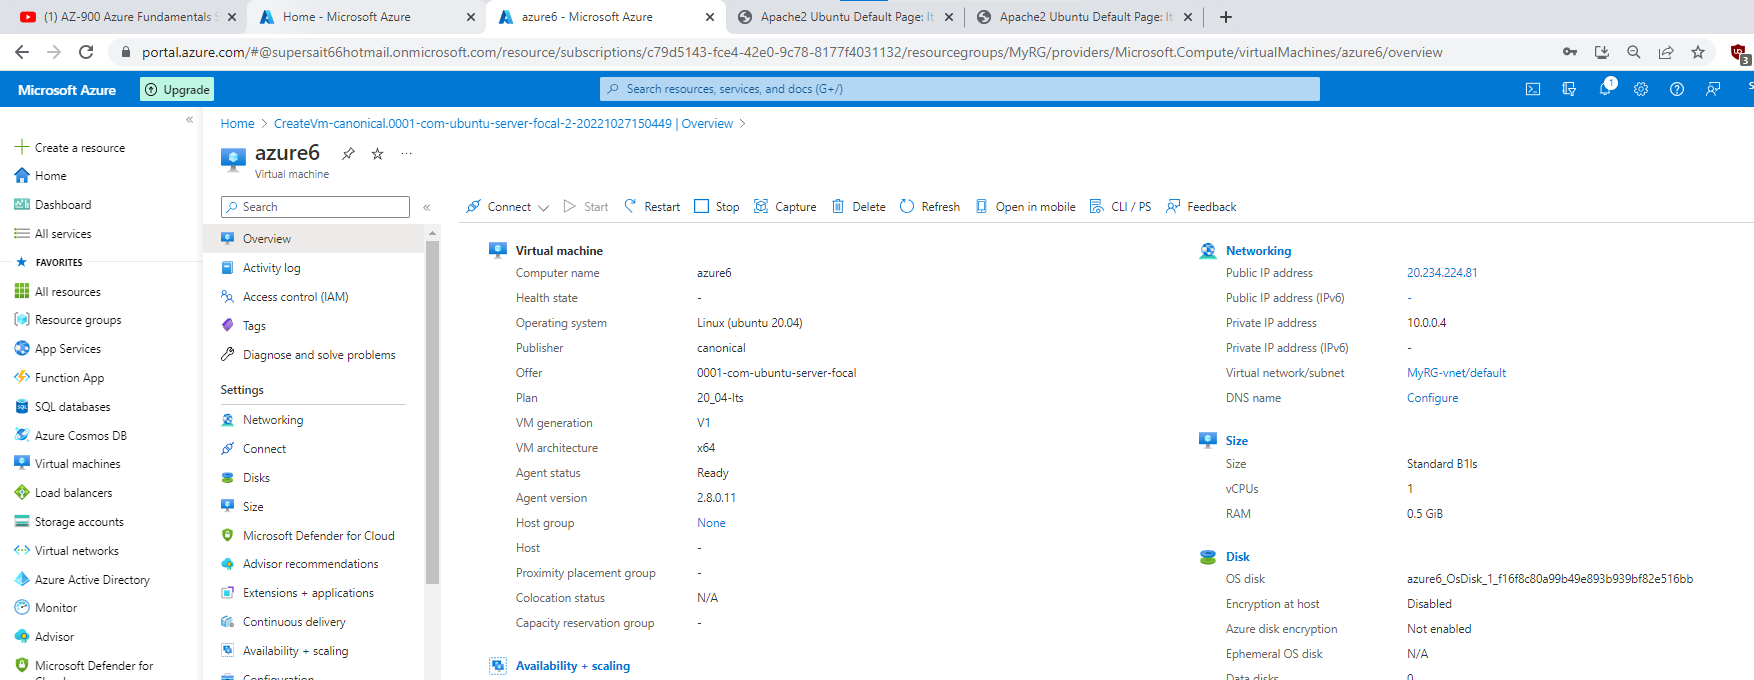 (1) AZ-900 Azure Fundamentals
Home - Microsoft Azure
azure6 - Microsoft Azure
Apache2 Ubuntu Default Page: It
Apache2 Ubuntu Default Page: It
portal.azure.com/#@supersait66hotmail.onmicrosoft.com/resource/subscriptions/c79d5143-fce4-42e0-9c78-8177f4031132/resourcegroups/MyRG/providers/Microsoft.Compute/virtualMachines/azure6/overview
3
Microsoft Azure
Upgrade
Search resources, services, and docs (G+/)
1
Home > CreateVm-canonical.0001-com-ubuntu-server-focal-2-20221027150449 | Overview >
azure6
Virtual machine
Create a resource
Home
Dashboard
All services
FAVORITES
All resources
Resource groups
App Services
Function App
SQL databases
Azure Cosmos DB
Virtual machines
Load balancers
Storage accounts
Virtual networks
Azure Active Directory
Monitor
Advisor
Microsoft Defender for
Cloud
Search
Overview
Activity log
Access control (IAM)
Tags
Diagnose and solve problems
Settings
Networking
Connect
Disks
Size
Microsoft Defender for Cloud
Advisor recommendations
Extensions + applications
Continuous delivery
Availability + scaling
Configuration
Connect
Start
Restart
Stop
Capture
Delete
Refresh
Open in mobile
CLI / PS
Feedback
Virtual machine
Computer name azure6
Health state -
Operating system Linux (ubuntu 20.04)
Publisher canonical
Offer 0001-com-ubuntu-server-focal
Plan 20_04-lts
VM generation V1
VM architecture x64
Agent status Ready
Agent version 2.8.0.11
Host group None
Host -
Proximity placement group -
Colocation status N/A
Capacity reservation group -
Availability + scaling
Networking
Public IP address 20.234.224.81
Public IP address (IPv6) -
Private IP address 10.0.0.4
Private IP address (IPv6) -
Virtual network/subnet MyRG-vnet/default
DNS name Configure
Size
Size Standard B1ls
vCPUs 1
RAM 0.5 GiB
Disk
OS disk azure6_OsDisk_1_f16f8c80a99b49e893b939bf82e516bb
Encryption at host Disabled
Azure disk encryption Not enabled
Ephemeral OS disk N/A
Data disks 0